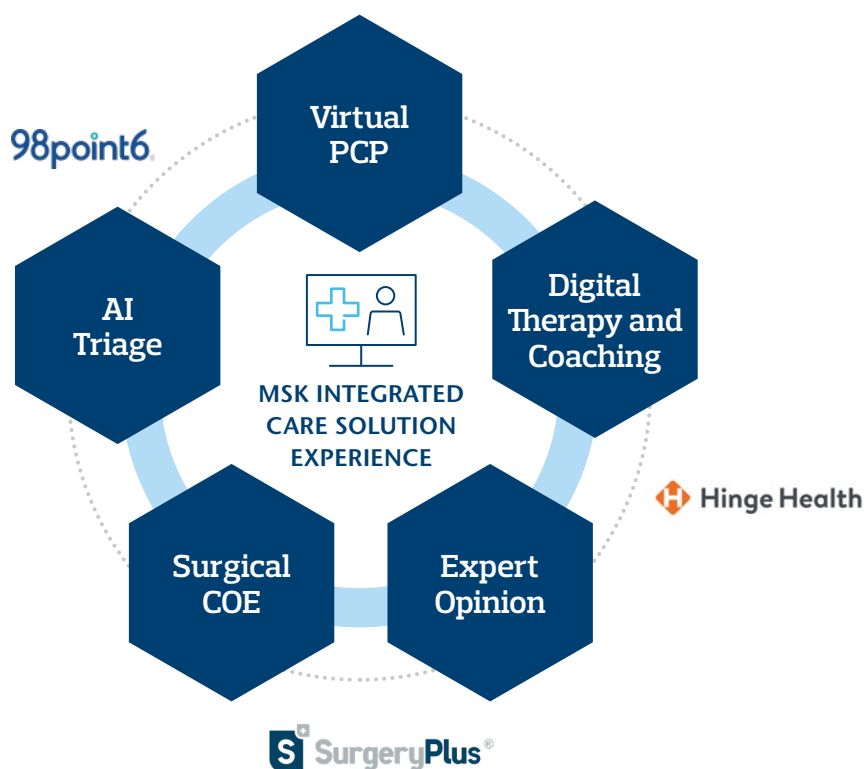 98point6®
Virtual
PCP
AI
Triage
Digital
Therapy and
Coaching
MSK INTEGRATED
CARE SOLUTION
EXPERIENCE
Surgical
COE
Expert
Opinion
H Hinge Health
S+ SurgeryPlus®